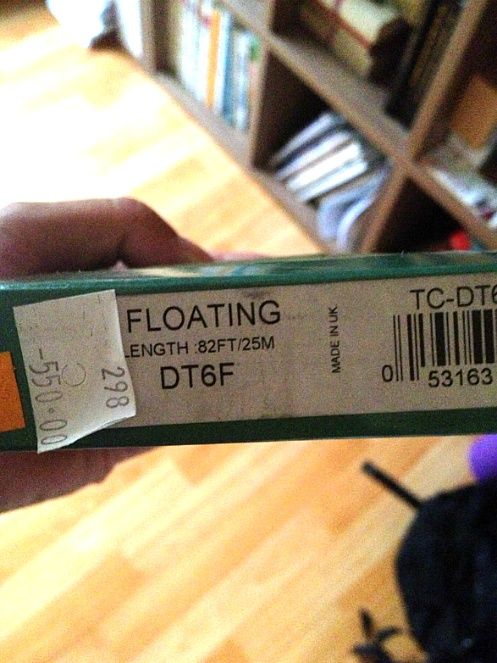 FLOATING
LENGTH :82FT/25M
DT6F
MADE IN UK
TC-DT6
0 53163
298
-550.00